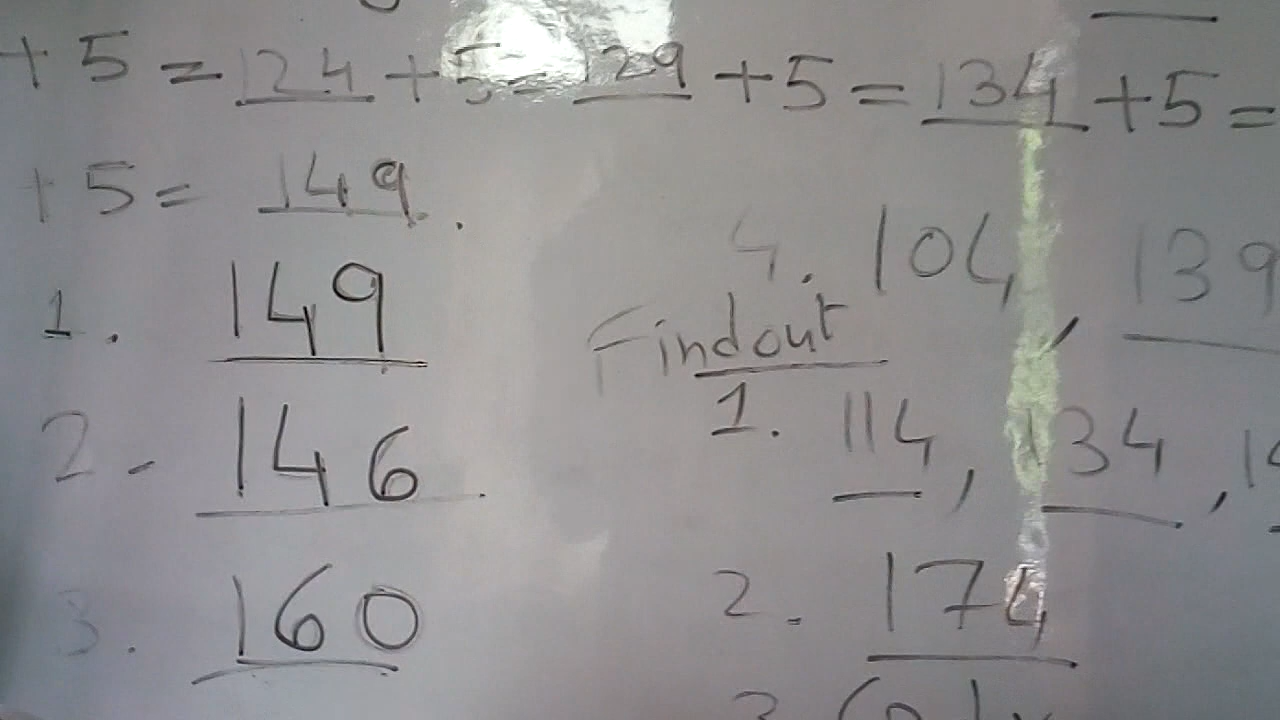 + 5 = 124 + 5 = 129 + 5 = 134 + 5 =
+ 5 = 149.
1. 149
2 - 146
3. 160
4. 104, 139
Findout
1. 114, 134, 1
2. 174